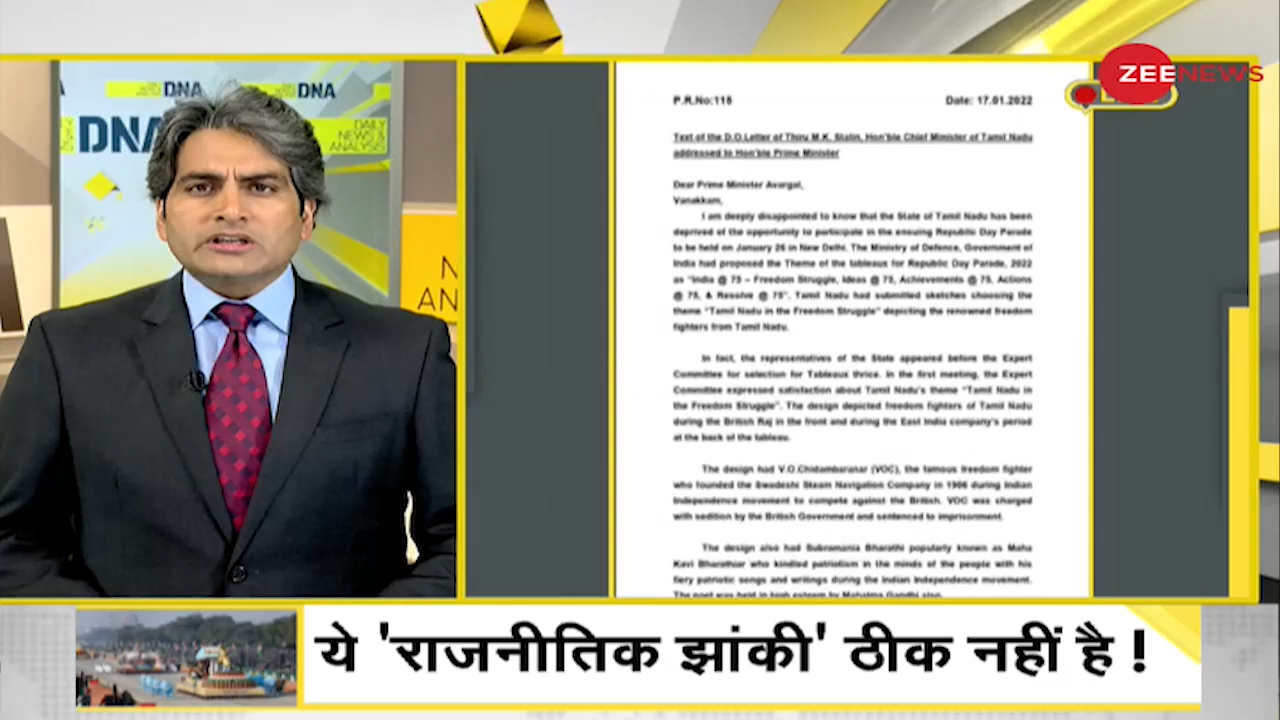 DNA
DNA
DNA
DAILY
NEWS &
ANALYSIS
N
AN
ZEE NEWS
P.R.No:118 Date: 17.01.2022
Text of the D.O.Letter of Thiru M.K. Stalin, Hon'ble Chief Minister of Tamil Nadu
addressed to Hon'ble Prime Minister
Dear Prime Minister Avargal,
Vanakkam,
I am deeply disappointed to know that the State of Tamil Nadu has been
deprived of the opportunity to participate in the ensuing Republic Day Parade
to be held on January 26 in New Delhi. The Ministry of Defence, Government of
India had proposed the Theme of the tableaux for Republic Day Parade, 2022
as "India @ 75 – Freedom Struggle, Ideas @ 75, Achievements @ 75, Actions
@ 75, & Resolve @ 75". Tamil Nadu had submitted sketches choosing the
theme "Tamil Nadu in the Freedom Struggle" depicting the renowned freedom
fighters from Tamil Nadu.
In fact, the representatives of the State appeared before the Expert
Committee for selection for Tableaux thrice. In the first meeting, the Expert
Committee expressed satisfaction about Tamil Nadu's theme "Tamil Nadu in
the Freedom Struggle". The design depicted freedom fighters of Tamil Nadu
during the British Raj in the front and during the East India company's period
at the back of the tableau.
The design had V.O.Chidambaranar (VOC), the famous freedom fighter
who founded the Swadeshi Steam Navigation Company in 1906 during Indian
Independence movement to compete against the British. VOC was charged
with sedition by the British Government and sentenced to imprisonment.
The design also had Subramania Bharathi popularly known as Maha
Kavi Bharathiar who kindled patriotism in the minds of the people with his
fiery patriotic songs and writings during the Indian Independence movement.
The poet was held in high esteem by Mahatma Gandhi also.
ये 'राजनीतिक झांकी' ठीक नहीं है !